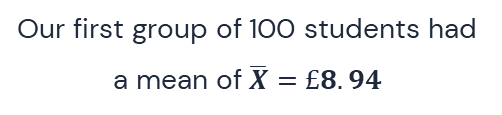 Our first group of 100 students had
a mean of X̅ = £8.94